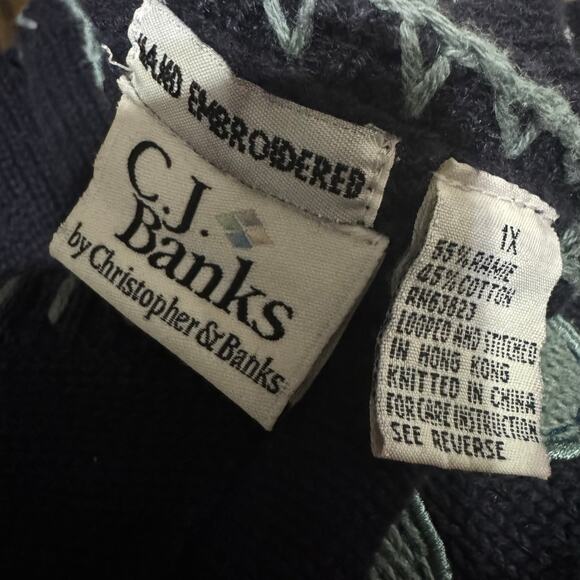 HAND EMBROIDERED
C.J.
Banks
by Christopher & Banks
1X
55% RAMIE
45% COTTON
RN63623
LOOPED AND STITCHED
IN HONG KONG
KNITTED IN CHINA
FOR CARE INSTRUCTION
SEE REVERSE